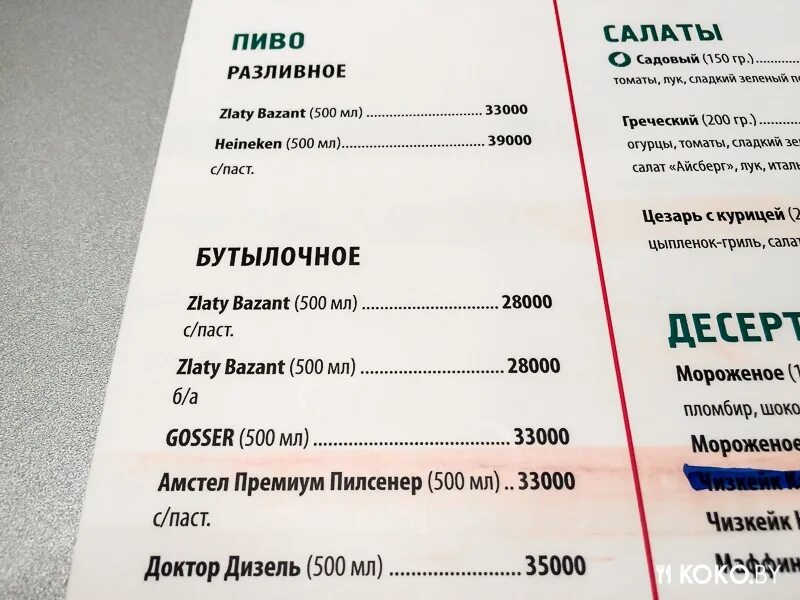 ПИВО
РАЗЛИВНОЕ
Zlaty Bazant (500 мл) ................................ 33000
Heineken (500 мл)....................................... 39000
с/паст.
БУТЫЛОЧНОЕ
Zlaty Bazant (500 мл) .............................. 28000
с/паст.
Zlaty Bazant (500 мл) ............................... 28000
б/а
GOSSER (500 мл) ........................................ 33000
Амстел Премиум Пилсенер (500 мл) .. 33000
с/паст.
Доктор Дизель (500 мл) ............................ 35000
САЛАТЫ
Садовый (150 гр.)...........
томаты, лук, сладкий зеленый
Греческий (200 гр.)...........
огурцы, томаты, сладкий
салат «Айсберг», лук,
Цезарь с курицей
цыпленок-гриль,
ДЕСЕРТ
Мороженое
пломбир,
Мороженое
Чизкейк
Чизкейк
Маффин
KOKO.BY